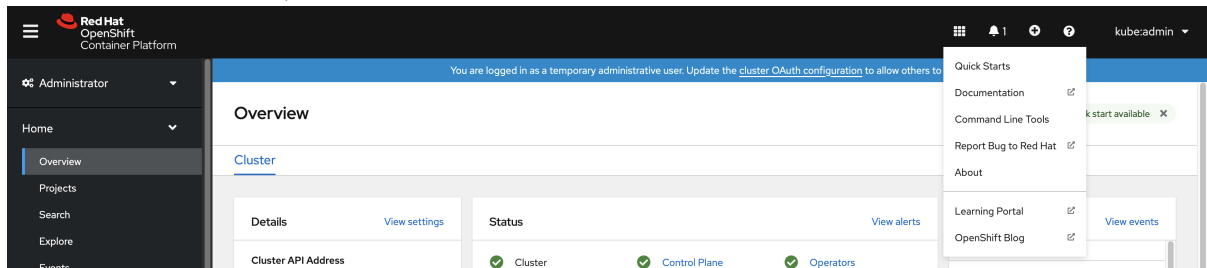 Red Hat
OpenShift
Container Platform
1
kube:admin
Administrator
You are logged in as a temporary administrative user. Update the cluster OAuth configuration to allow others to
Home
Overview
Projects
Search
Explore
Events
Overview
start available
Cluster
Details
View settings
Cluster API Address
Status
View alerts
Cluster
Control Plane
Operators
View events
Quick Starts
Documentation
Command Line Tools
Report Bug to Red Hat
About
Learning Portal
OpenShift Blog